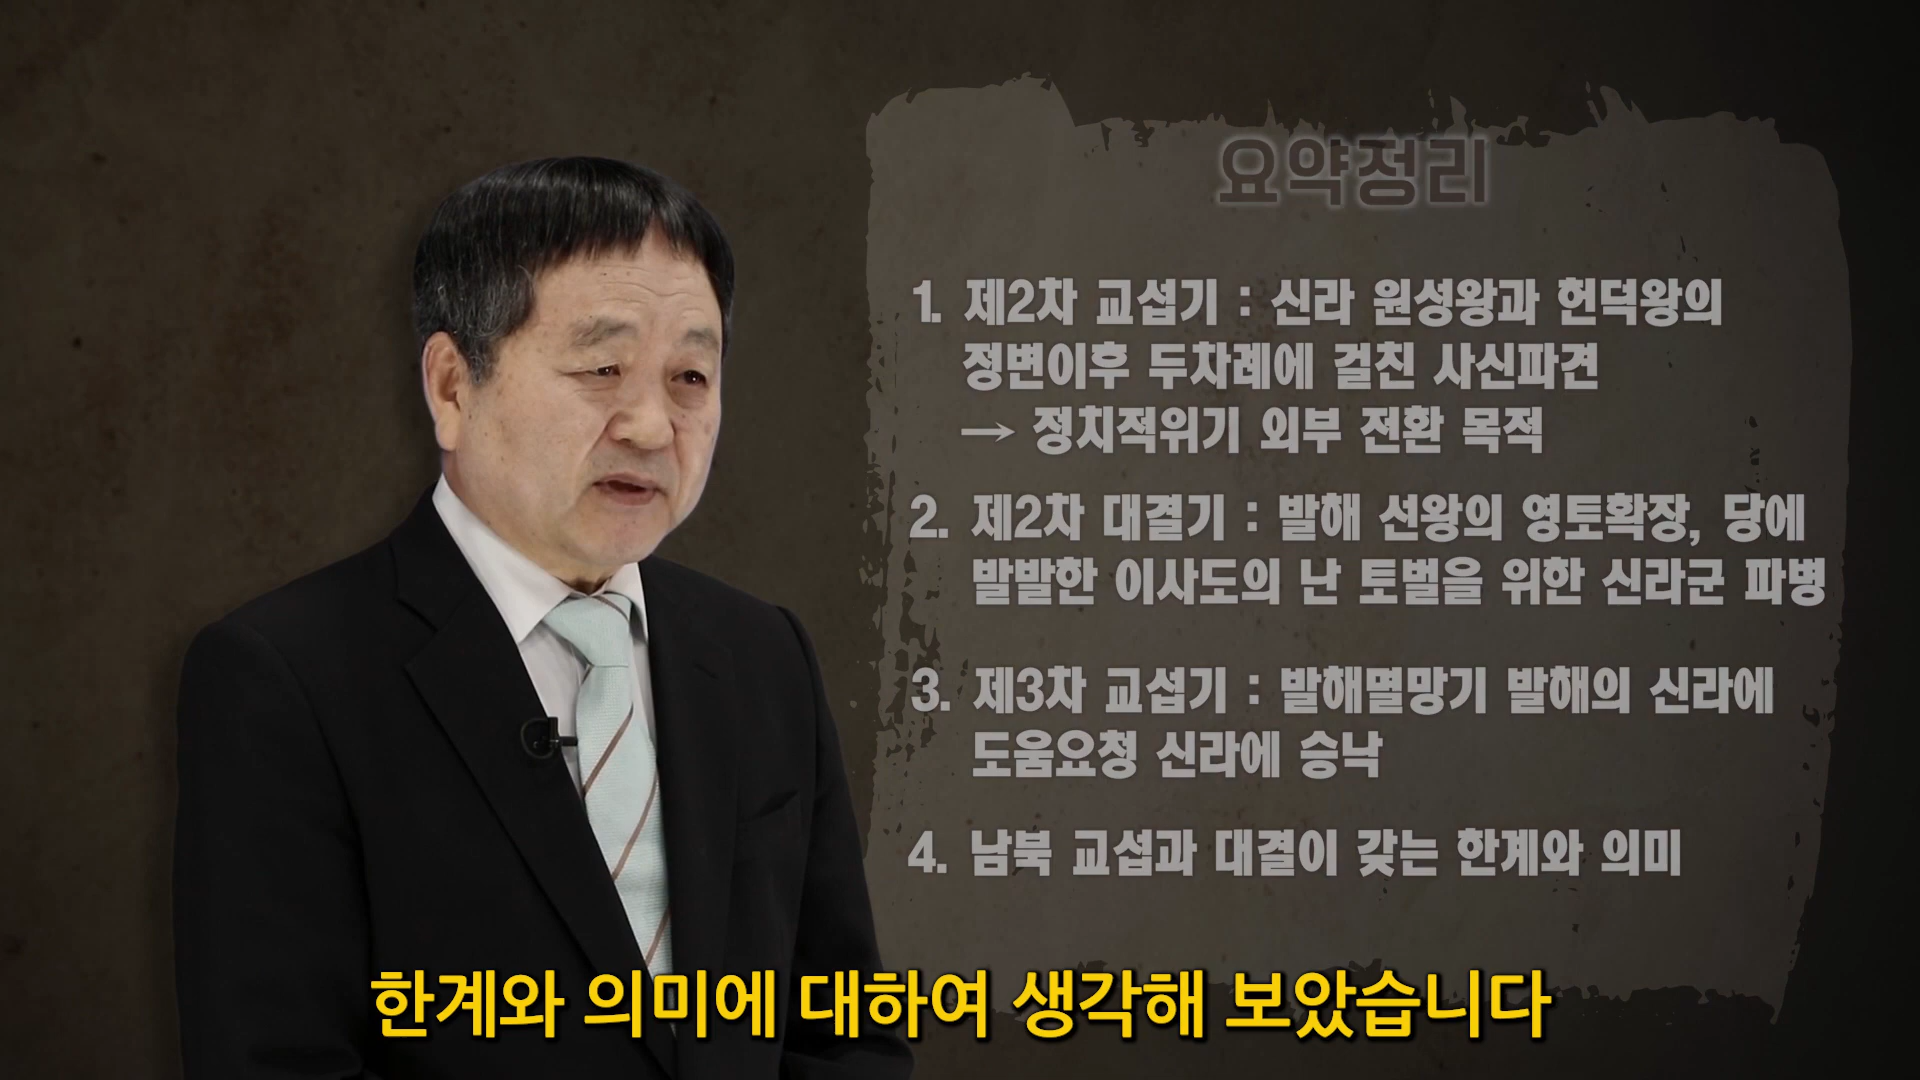 요약정리
1. 제2차 교섭기 : 신라 원성왕과 헌덕왕의
정변이후 두차례에 걸친 사신파견
→ 정치적위기 외부 전환 목적
2. 제2차 대결기 : 발해 선왕의 영토확장, 당에
발발한 이사도의 난 토벌을 위한 신라군 파병
3. 제3차 교섭기 : 발해멸망기 발해의 신라에
도움요청 신라에 승낙
4. 남북 교섭과 대결이 갖는 한계와 의미
한계와 의미에 대하여 생각해 보았습니다